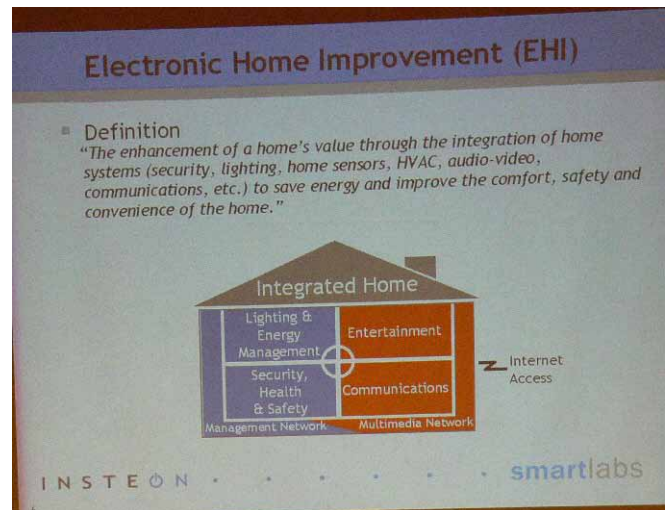 Electronic Home Improvement (EHI)
Definition
“The enhancement of a home’s value through the integration of home
systems (security, lighting, home sensors, HVAC, audio-video,
communications, etc.) to save energy and improve the comfort, safety and
convenience of the home.”
Integrated Home
Lighting &
Energy
Management
Entertainment
Security,
Health
& Safety
Communications
Management Network
Multimedia Network
Internet
Access
INSTEON
smartlabs